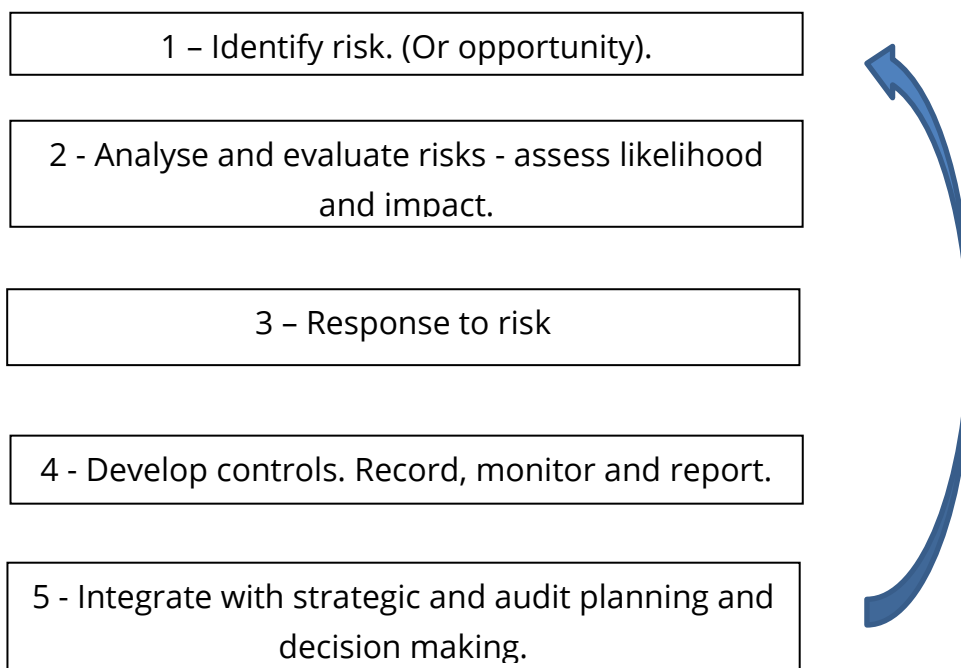 1 – Identify risk. (Or opportunity).
2 - Analyse and evaluate risks - assess likelihood
and impact.
3 – Response to risk
4 - Develop controls. Record, monitor and report.
5 - Integrate with strategic and audit planning and
decision making.